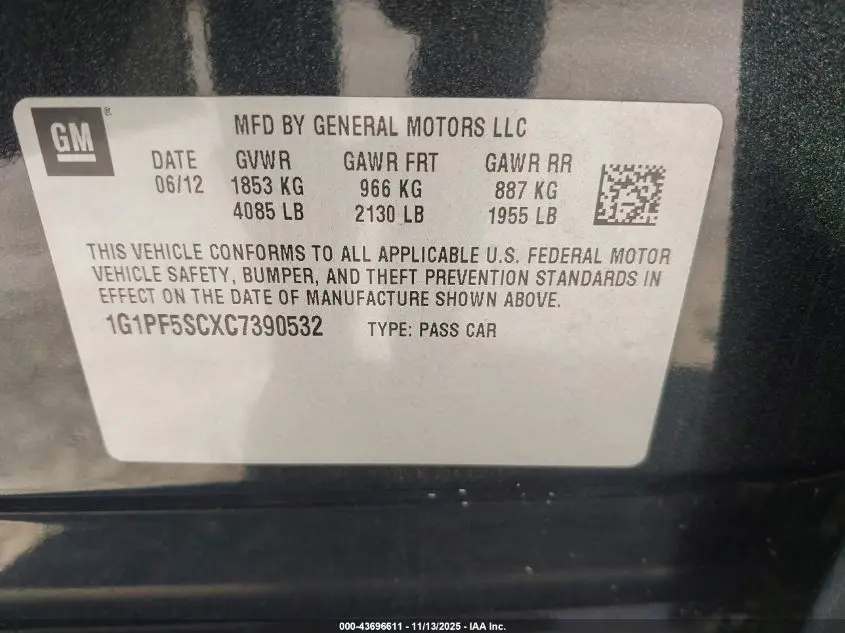 GM ®
MFD BY GENERAL MOTORS LLC
DATE GVWR GAWR FRT GAWR RR
06/12 1853 KG 966 KG 887 KG
4085 LB 2130 LB 1955 LB
THIS VEHICLE CONFORMS TO ALL APPLICABLE U.S. FEDERAL MOTOR
VEHICLE SAFETY, BUMPER, AND THEFT PREVENTION STANDARDS IN
EFFECT ON THE DATE OF MANUFACTURE SHOWN ABOVE.
1G1PF5SCXC7390532 TYPE: PASS CAR
000-43696611 - 11/13/2025 - IAA Inc.